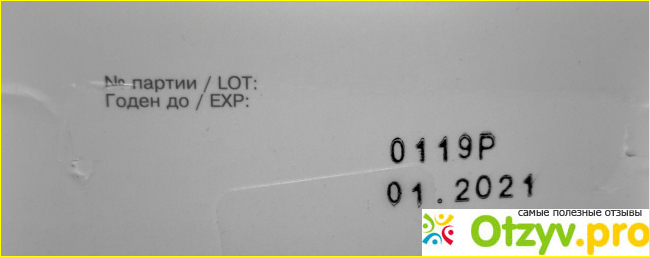 № партии / LOT:
Годен до / EXP:
0119P
01.2021
самые полезные отзывы
Otzyv.pro